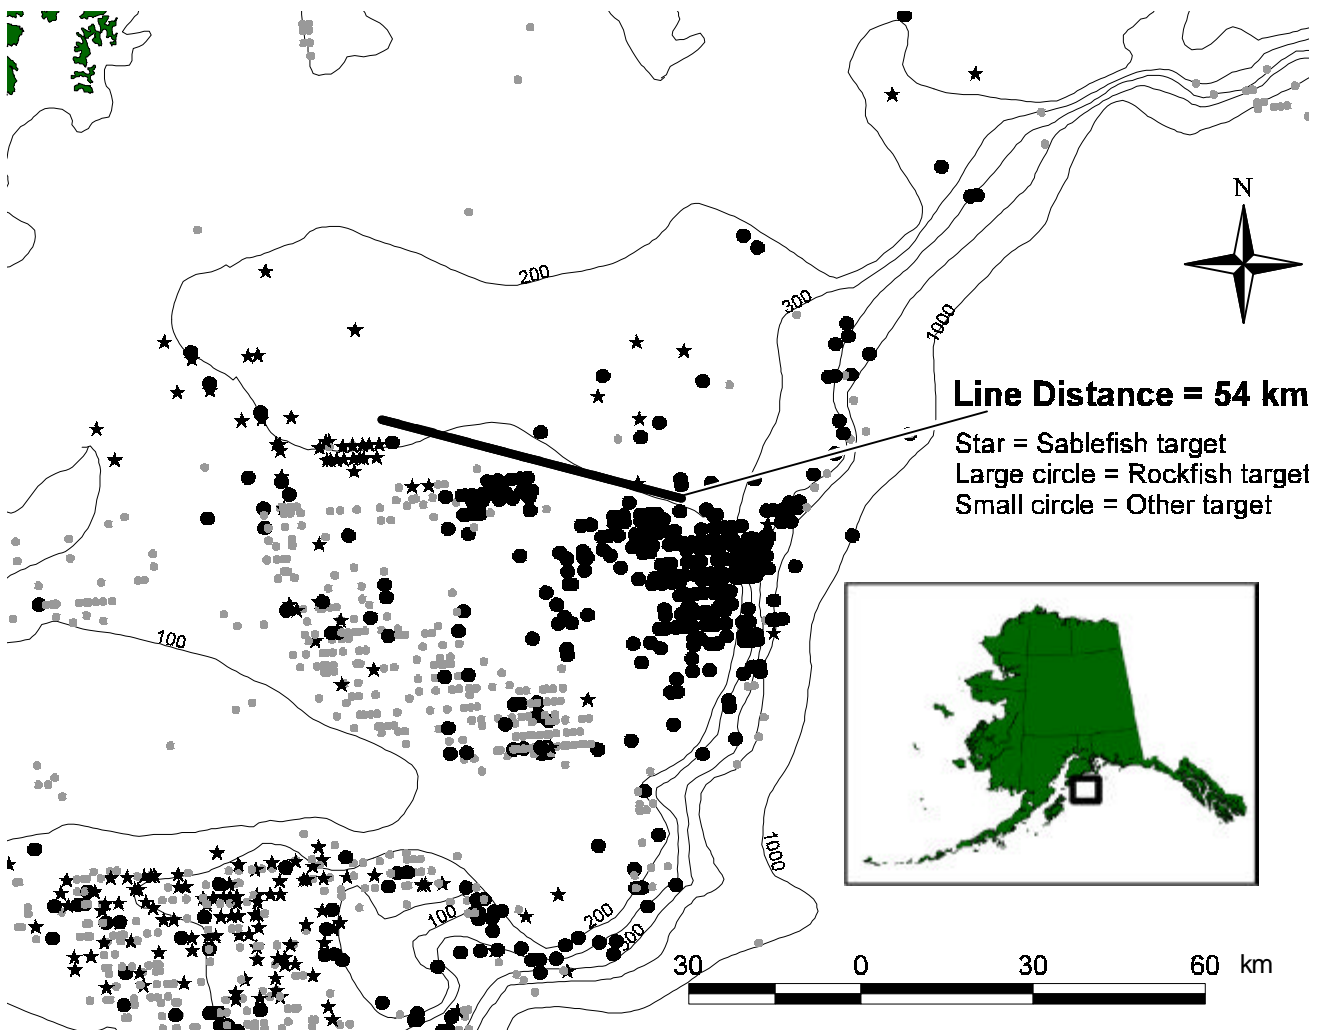 N
200
300
1000
Line Distance = 54 km
Star = Sablefish target
Large circle = Rockfish target
Small circle = Other target
100
1000
100
200
300
30 0 30 60 km